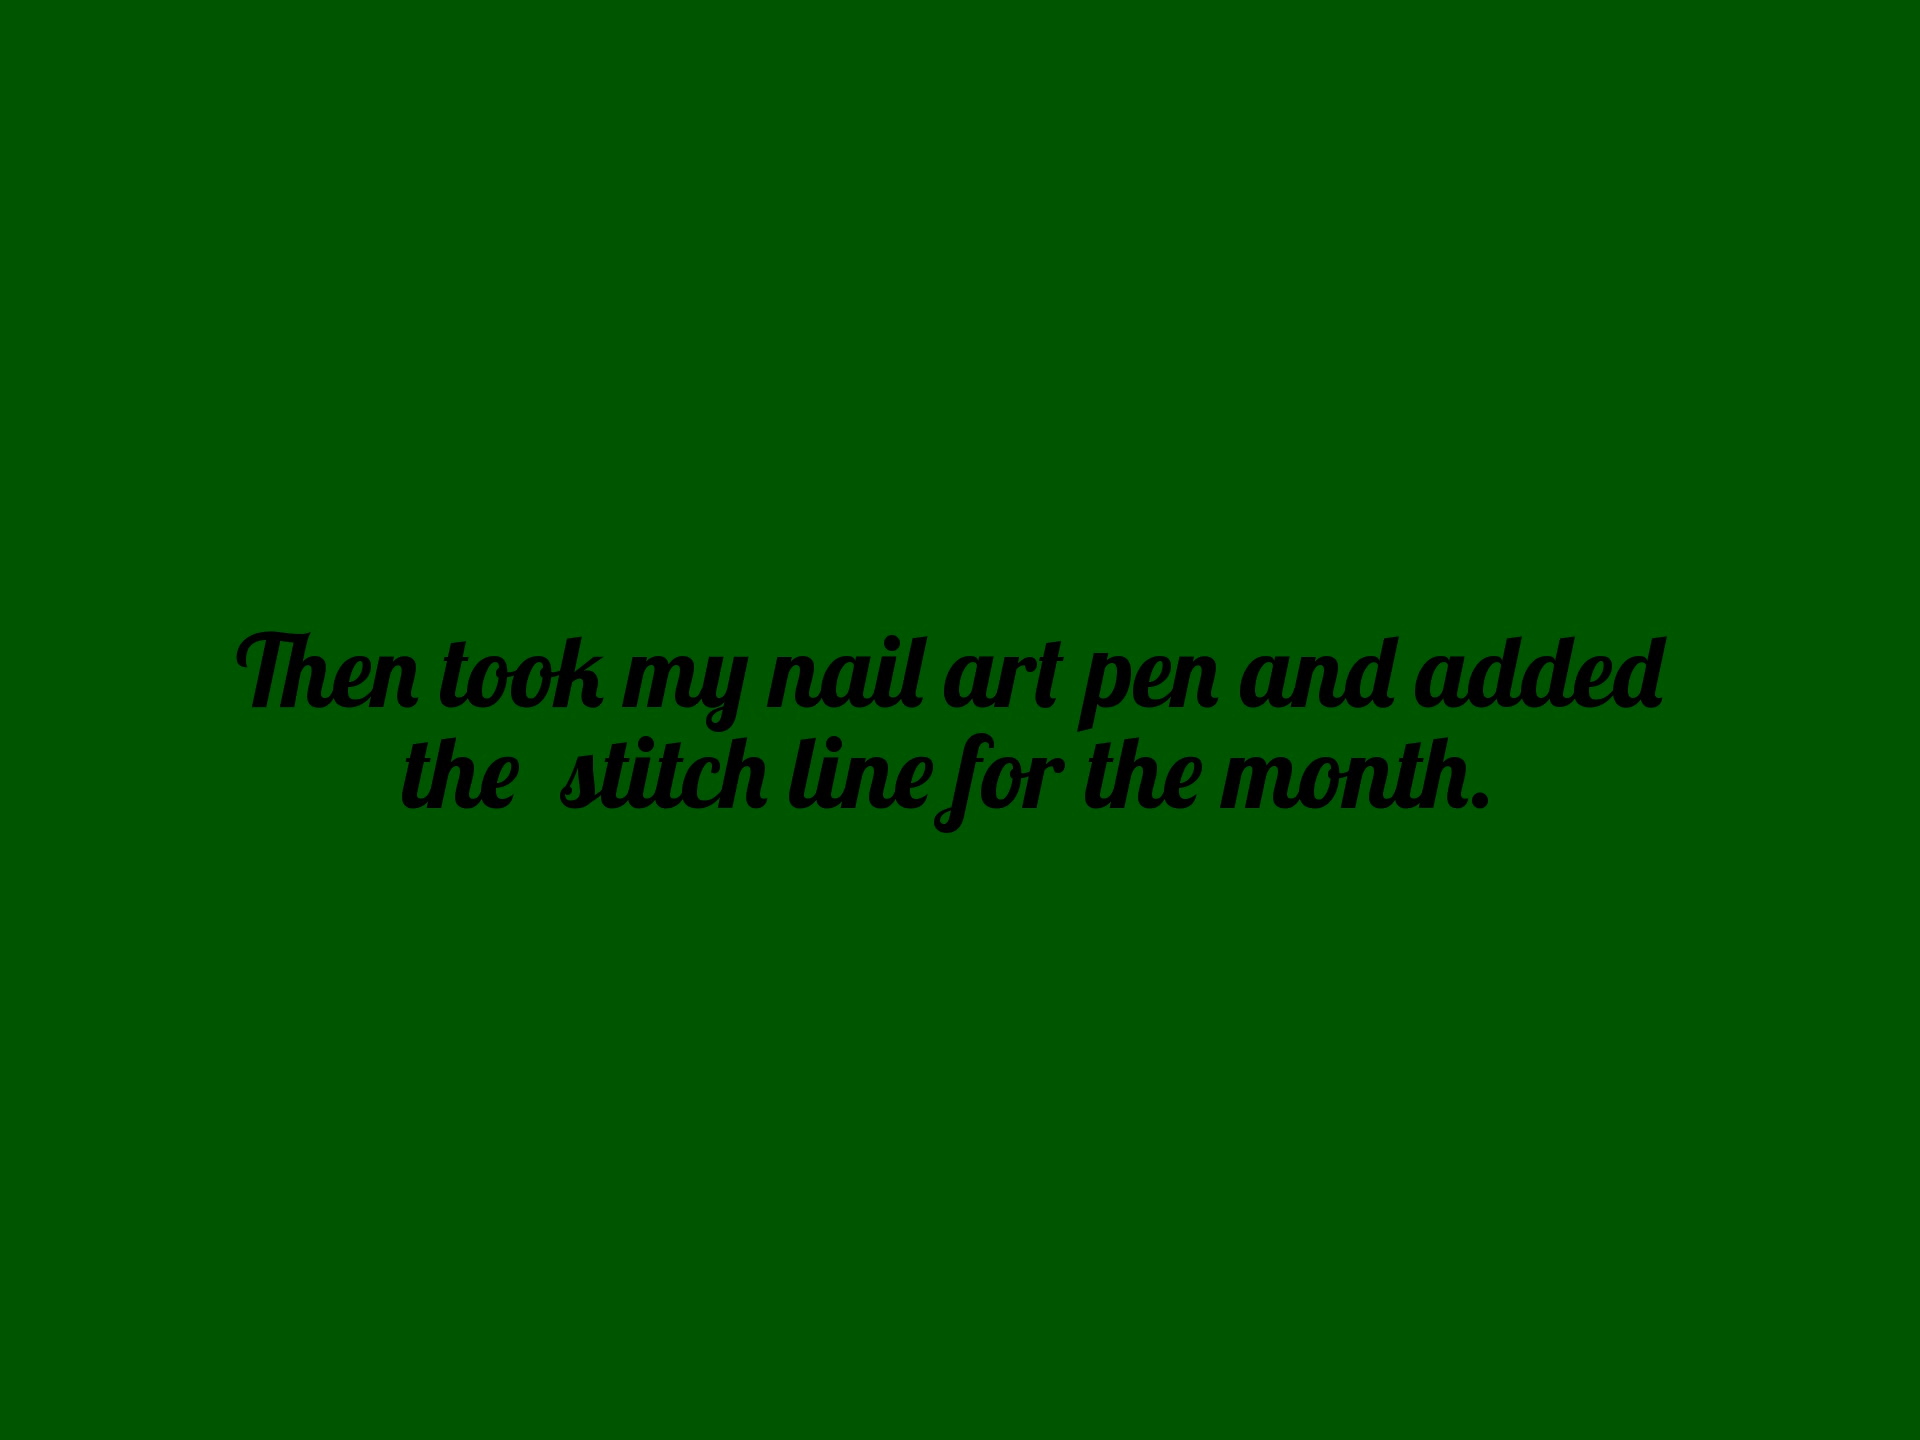 Then took my nail art pen and added
the  stitch line for the month.